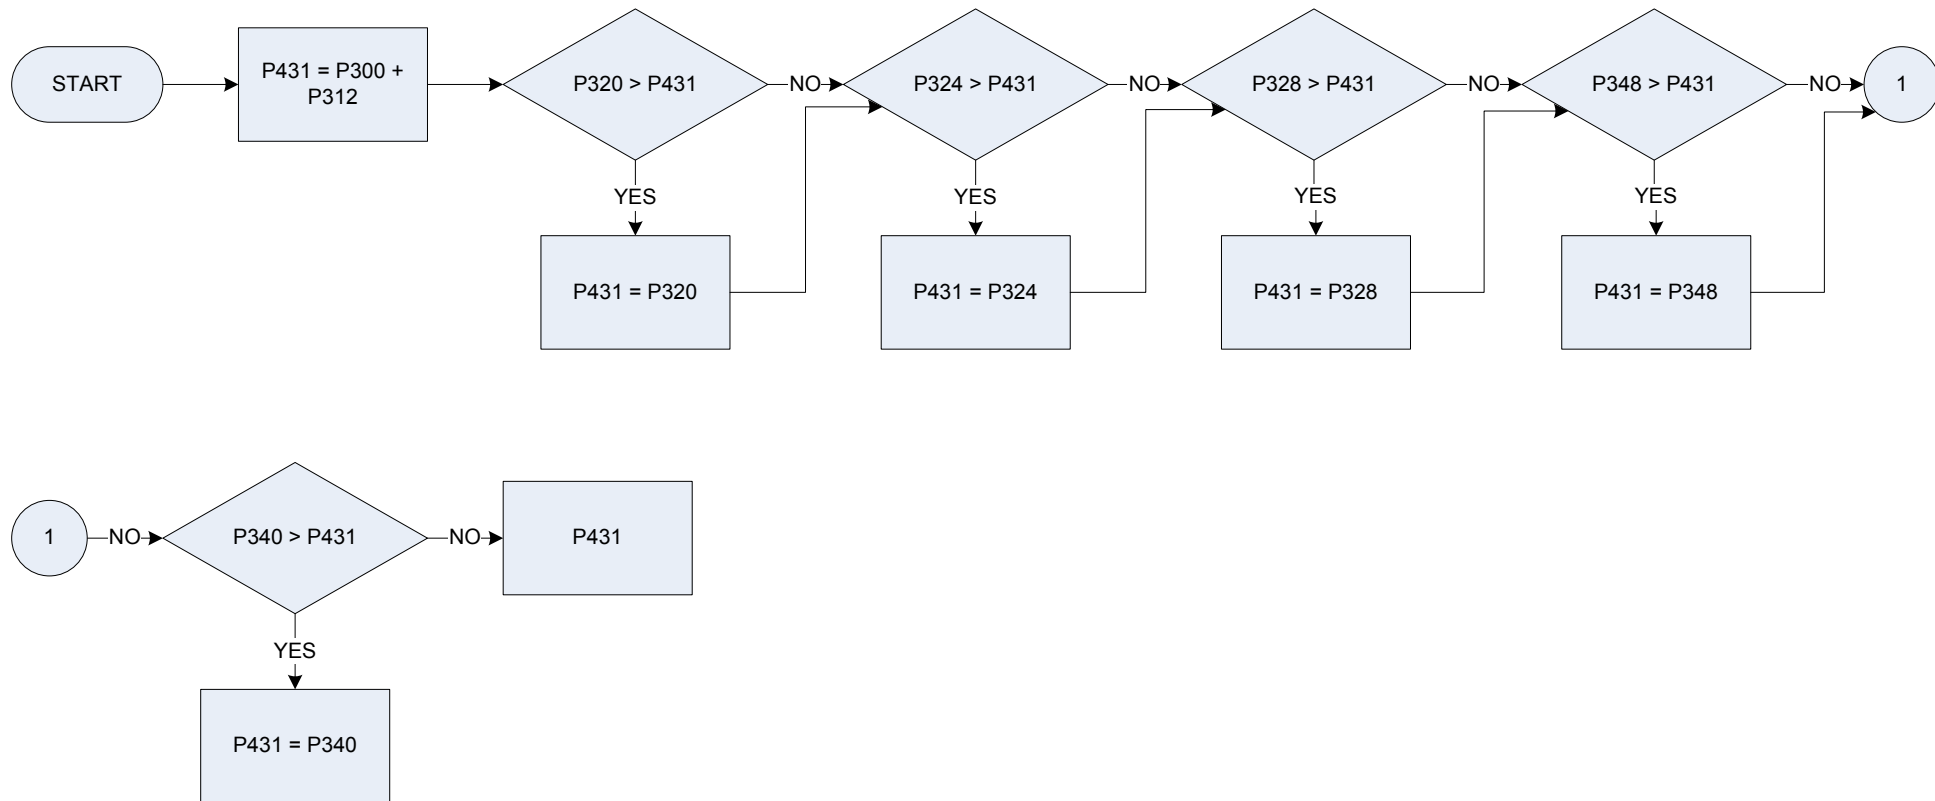 START
P431 = P300 +
P312
P320 > P431
NO
P324 > P431
NO
P328 > P431
NO
P348 > P431
NO
1
YES
YES
YES
YES
P431 = P320
P431 = P324
P431 = P328
P431 = P348
1
NO
P340 > P431
NO
P431
YES
P431 = P340